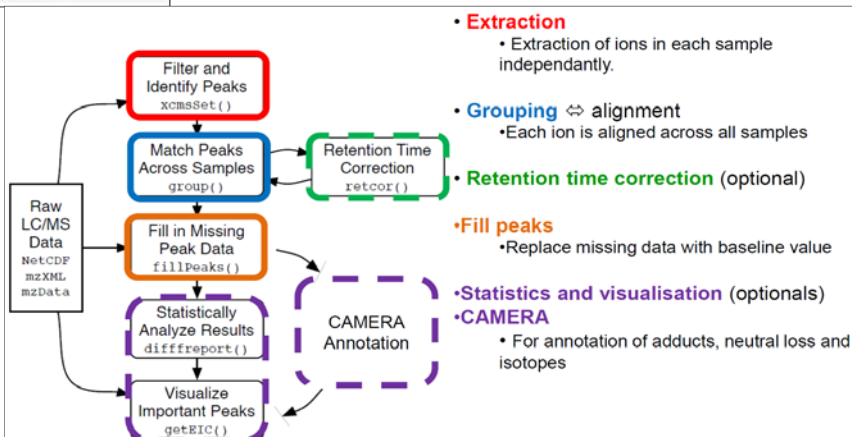 Filter and
Identify Peaks
xcmsSet()
Match Peaks
Across Samples
group()
Retention Time
Correction
retcor()
Raw
LC/MS
Data
NetCDF
mzXML
mzData
Fill in Missing
Peak Data
fillPeaks()
Statistically
Analyze Results
difffreport()
CAMERA
Annotation
Visualize
Important Peaks
getEIC()
• Extraction
• Extraction of ions in each sample
independantly.
• Grouping ⇔ alignment
•Each ion is aligned across all samples
• Retention time correction (optional)
•Fill peaks
•Replace missing data with baseline value
•Statistics and visualisation (optionals)
•CAMERA
• For annotation of adducts, neutral loss and
isotopes